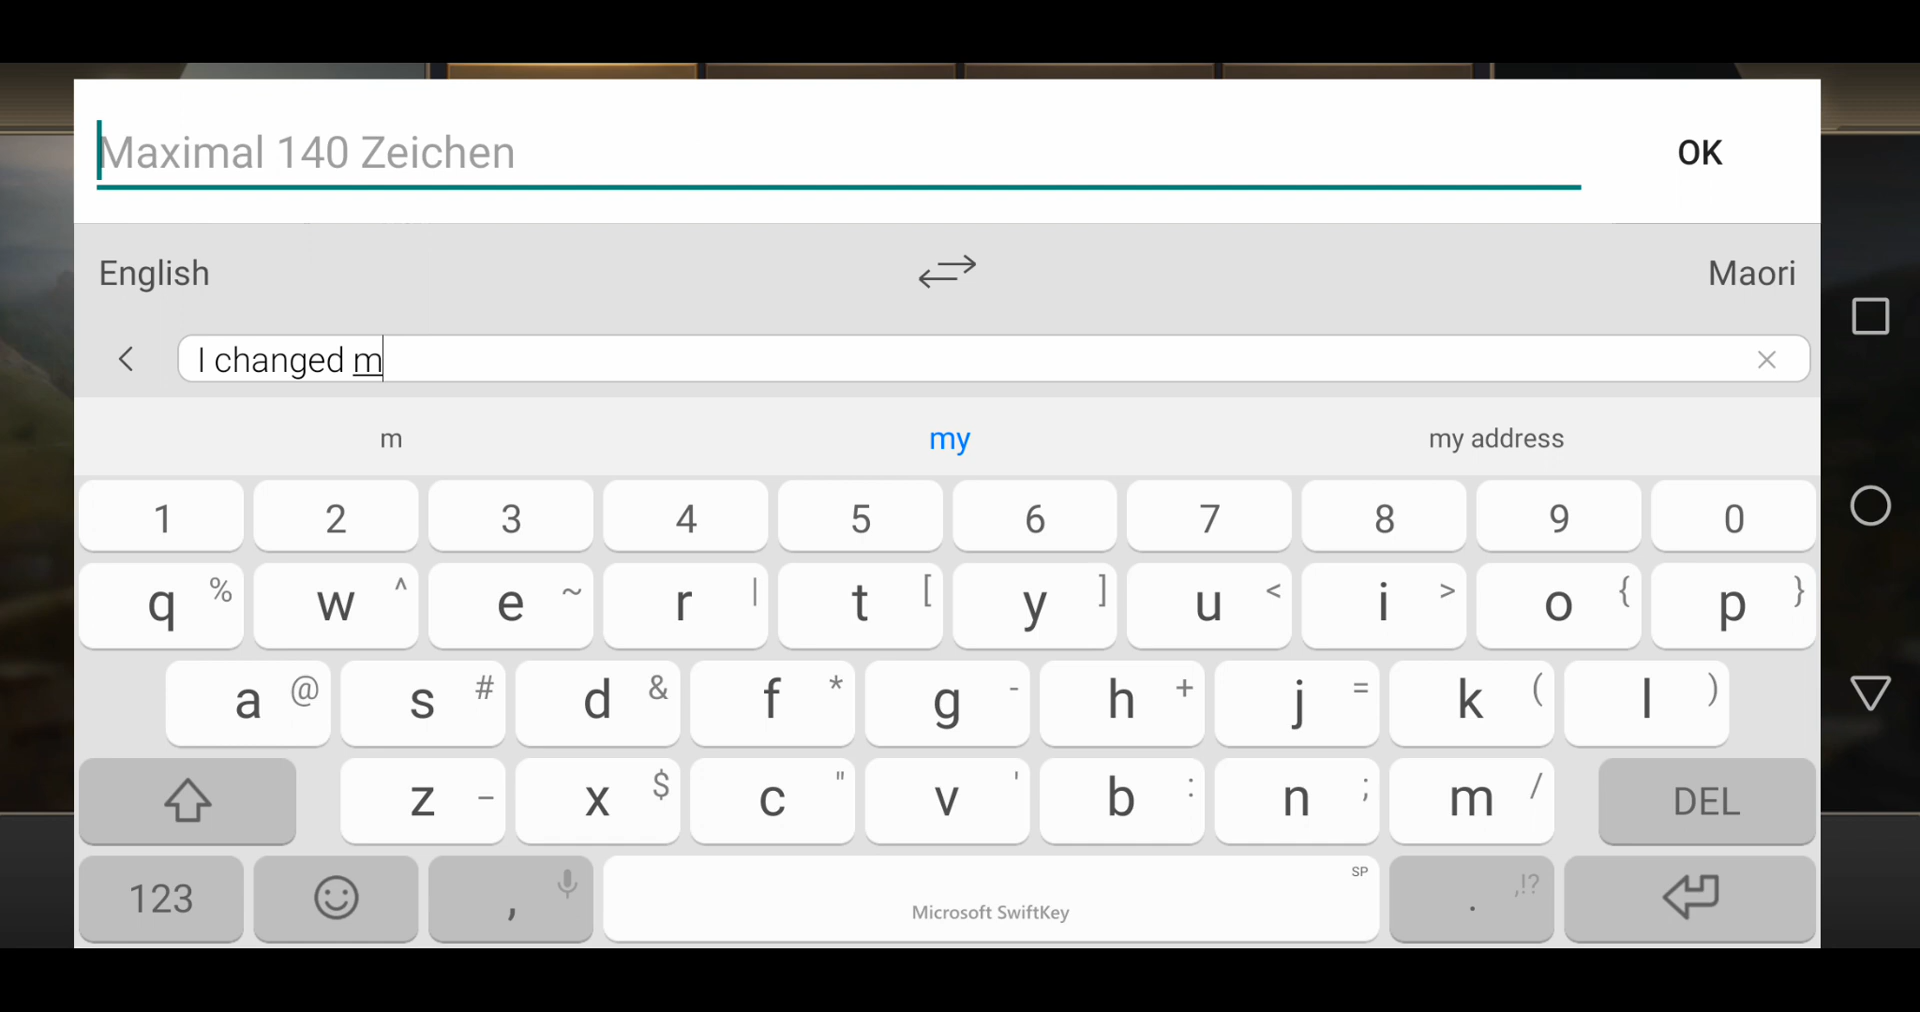 Maximal 140 Zeichen
OK
English
Maori
I changed m
m
my
my address
1 2 3 4 5 6 7 8 9 0
q % w ^ e ~ r | t [ y ] u < i > o { p }
a @ s # d & f * g - h + j = k ( l )
z _ x $ c " v ' b : n ; m / DEL
123 , SP . ,!?
Microsoft SwiftKey